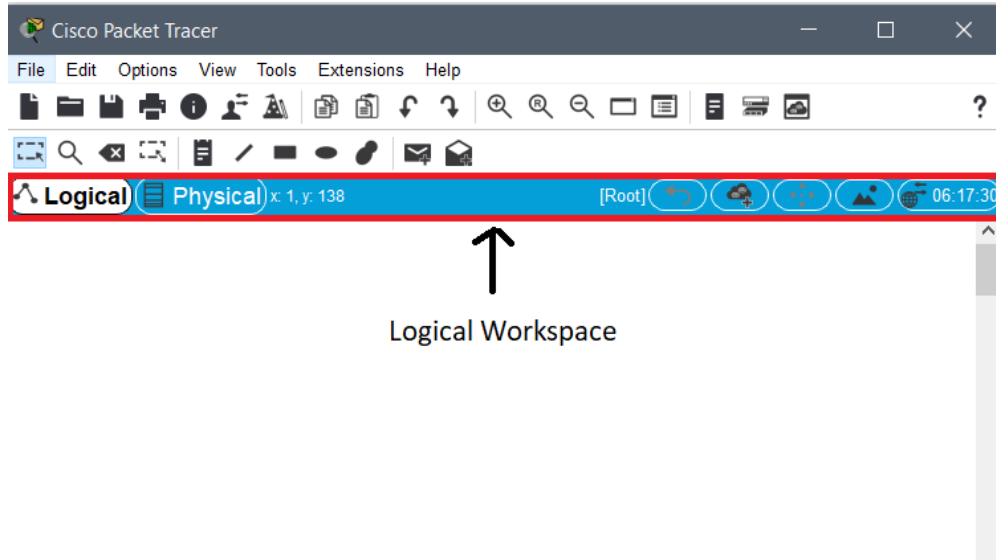 Cisco Packet Tracer
File Edit Options View Tools Extensions Help
Logical Physical x: 1, y: 138 [Root] 06:17:30
Logical Workspace